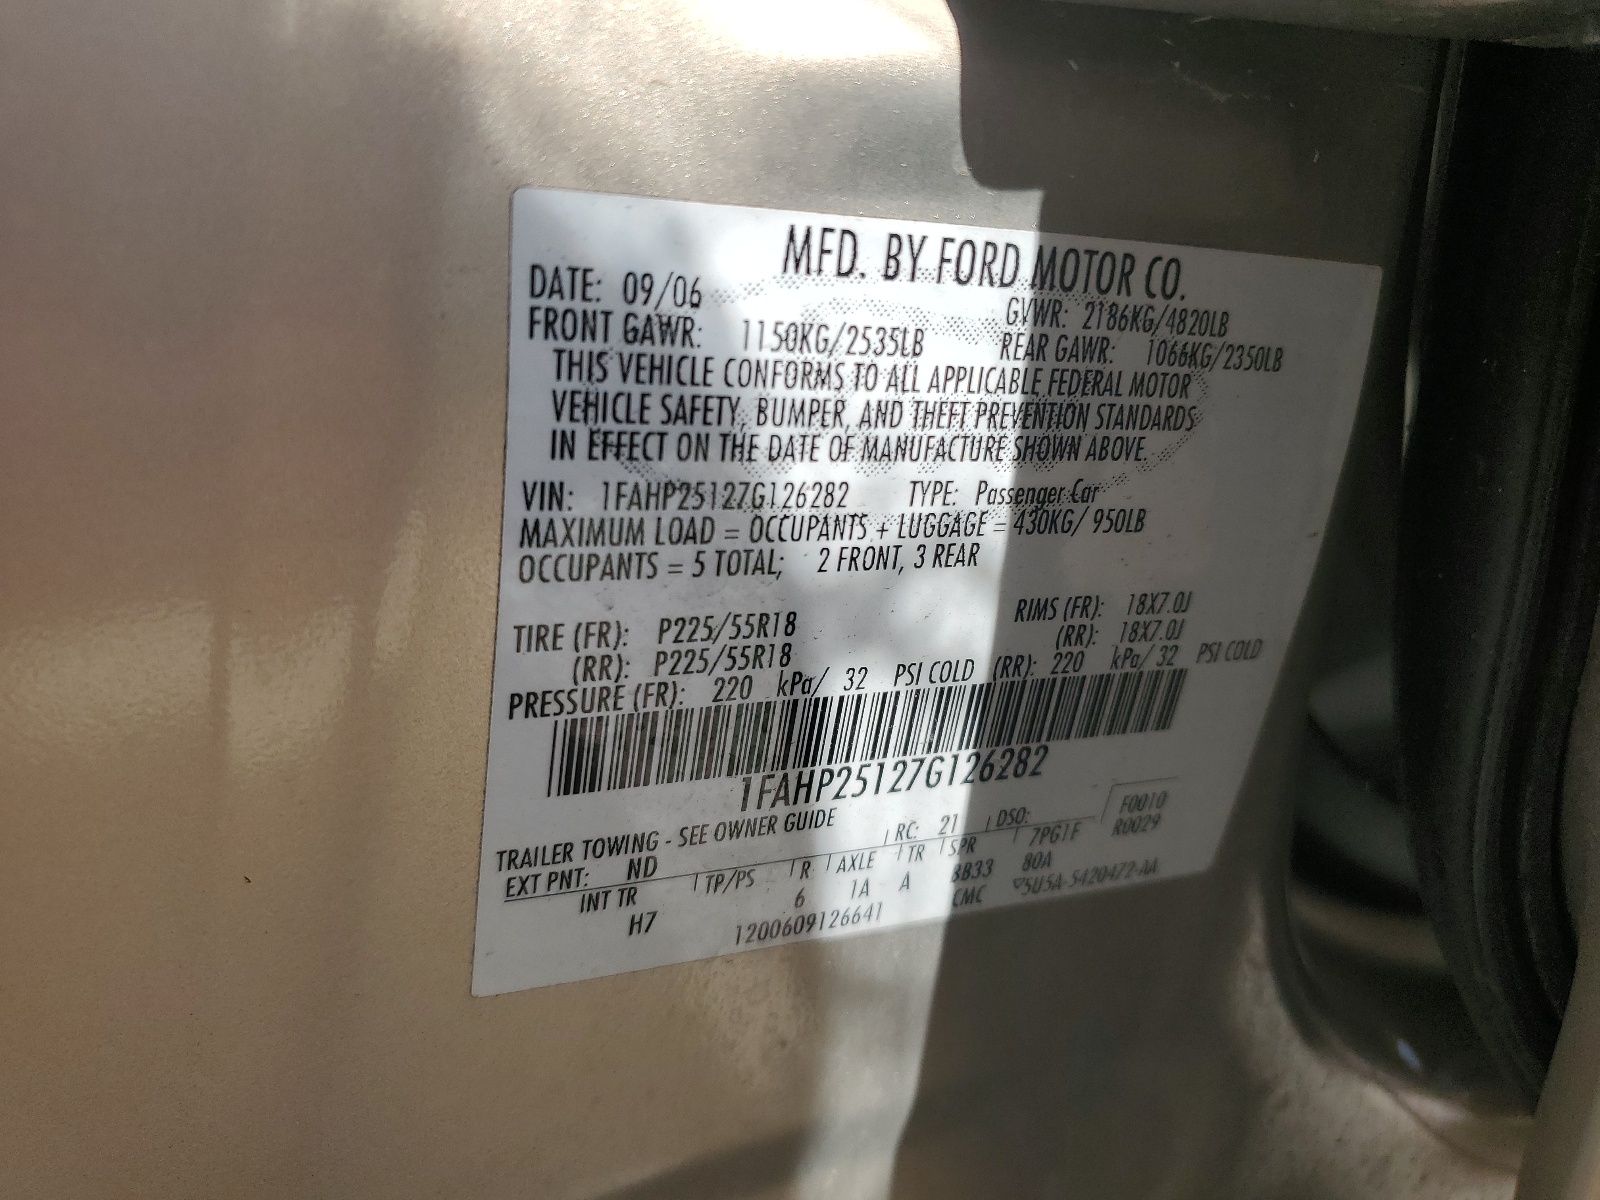 MFD. BY FORD MOTOR CO.
DATE: 09/06 GVWR: 2186KG/4820LB
FRONT GAWR: 1150KG/2535LB REAR GAWR: 1066KG/2350LB
THIS VEHICLE CONFORMS TO ALL APPLICABLE FEDERAL MOTOR
VEHICLE SAFETY, BUMPER, AND THEFT PREVENTION STANDARDS
IN EFFECT ON THE DATE OF MANUFACTURE SHOWN ABOVE.
VIN: 1FAHP25127G126282 TYPE: Passenger Car
MAXIMUM LOAD = OCCUPANTS + LUGGAGE = 430KG/ 950LB
OCCUPANTS = 5 TOTAL; 2 FRONT, 3 REAR
TIRE (FR): P225/55R18 RIMS (FR): 18X7.0J
(RR): P225/55R18 (RR): 18X7.0J
PRESSURE (FR): 220 kPa/ 32 PSI COLD (RR): 220 kPa/ 32 PSI COLD
1FAHP25127G126282
TRAILER TOWING - SEE OWNER GUIDE F0010
EXT PNT: ND RC: 21 DSO: R0029
INT TR TP/PS R AXLE TR SPR 7PG1F
H7 6 1A A BB33 80A
1200609126641 CMC ▽5U5A-5420472-AA